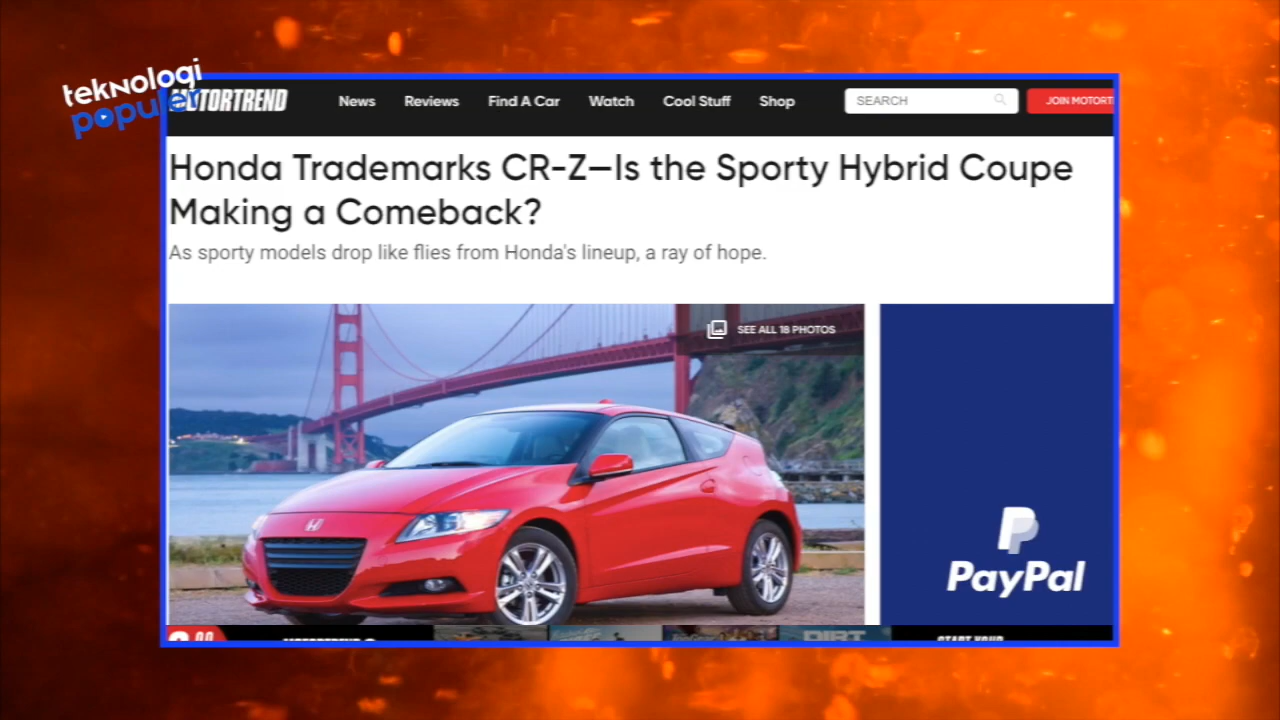 teknologi
populer
MOTORTREND
News
Reviews
Find A Car
Watch
Cool Stuff
Shop
SEARCH
Honda Trademarks CR-Z—Is the Sporty Hybrid Coupe
Making a Comeback?
As sporty models drop like flies from Honda's lineup, a ray of hope.
SEE ALL 18 PHOTOS
PayPal
DIRT